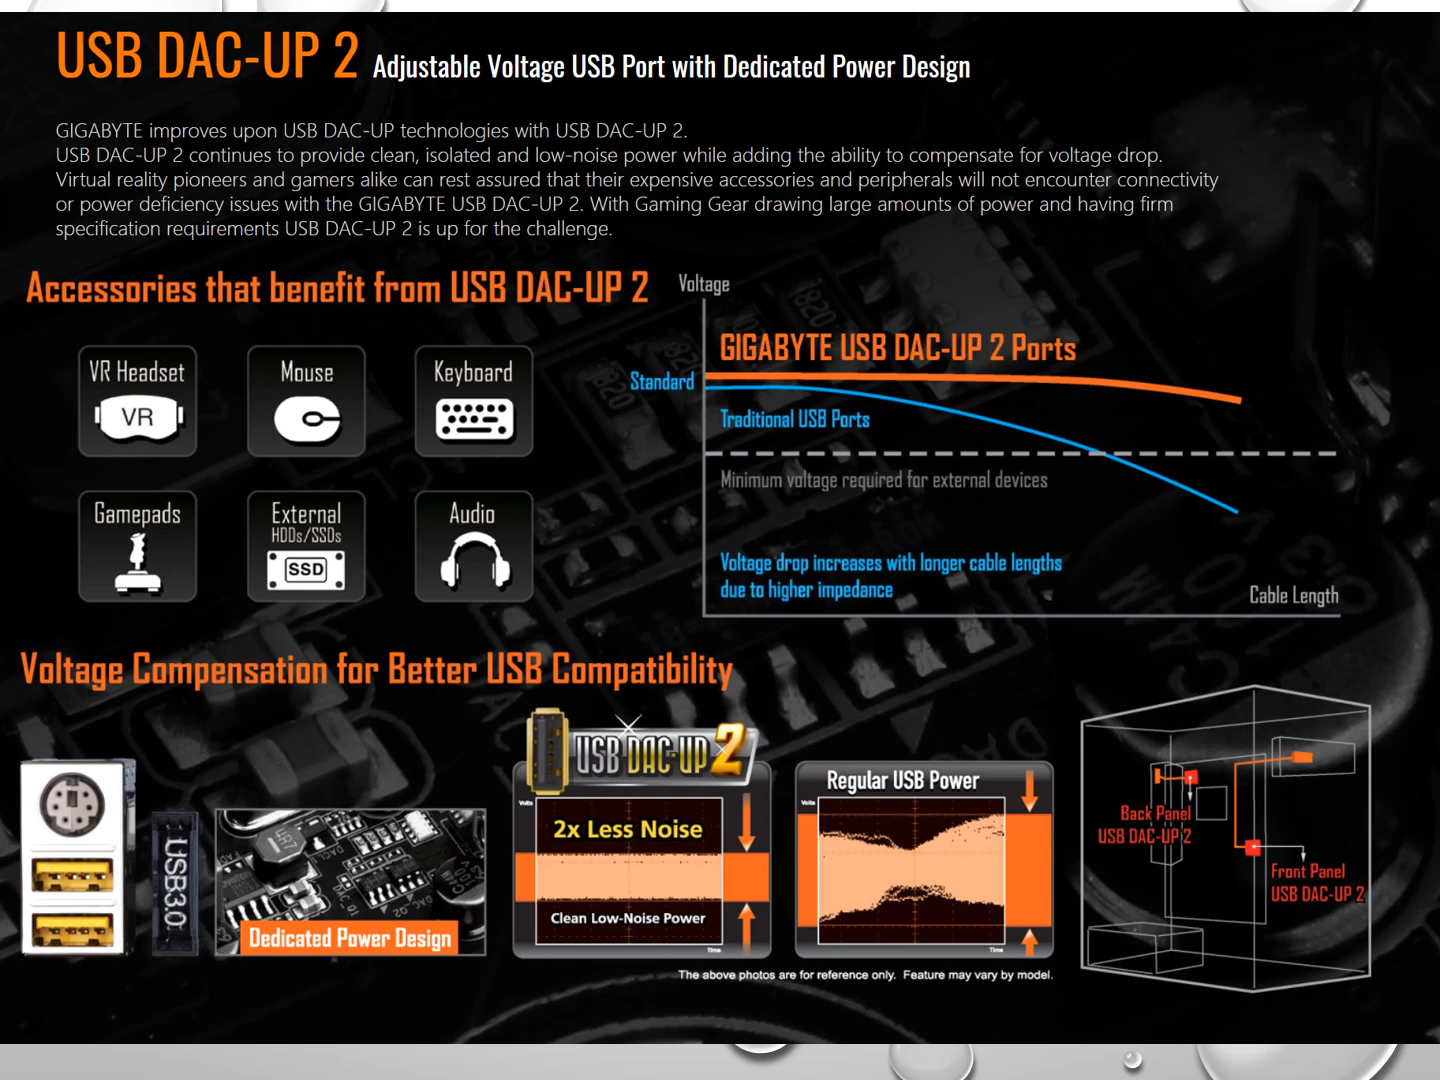 USB DAC-UP 2 Adjustable Voltage USB Port with Dedicated Power Design
GIGABYTE improves upon USB DAC-UP technologies with USB DAC-UP 2.
USB DAC-UP 2 continues to provide clean, isolated and low-noise power while adding the ability to compensate for voltage drop.
Virtual reality pioneers and gamers alike can rest assured that their expensive accessories and peripherals will not encounter connectivity
or power deficiency issues with the GIGABYTE USB DAC-UP 2. With Gaming Gear drawing large amounts of power and having firm
specification requirements USB DAC-UP 2 is up for the challenge.
Accessories that benefit from USB DAC-UP 2
VR Headset
VR
Mouse
Keyboard
Gamepads
External
HDDs/SSDs
SSD
Audio
Voltage
GIGABYTE USB DAC-UP 2 Ports
Standard
Traditional USB Ports
Minimum voltage required for external devices
Voltage drop increases with longer cable lengths
due to higher impedance
Cable Length
Voltage Compensation for Better USB Compatibility
USB3.0
Dedicated Power Design
USB DAC-UP 2
Volts
2x Less Noise
Clean Low-Noise Power
Time
Regular USB Power
Volts
Time
The above photos are for reference only. Feature may vary by model.
Back Panel
USB DAC-UP 2
Front Panel
USB DAC-UP 2